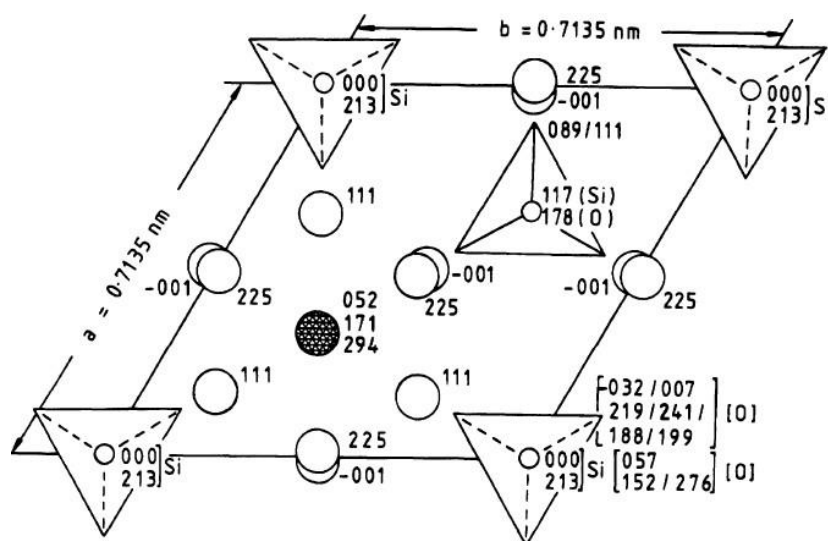 b = 0·7135 nm
000
213]Si
225
-001
000
213]S
089/111
a = 0·7135 nm
111
117(Si)
178(O)
-001
225
-001
225
-001
225
052
171
294
111
111
-032/007
219/241/
188/199
[O]
225
-001
000
213]Si
000
213]Si
[057
152/276]
[O]